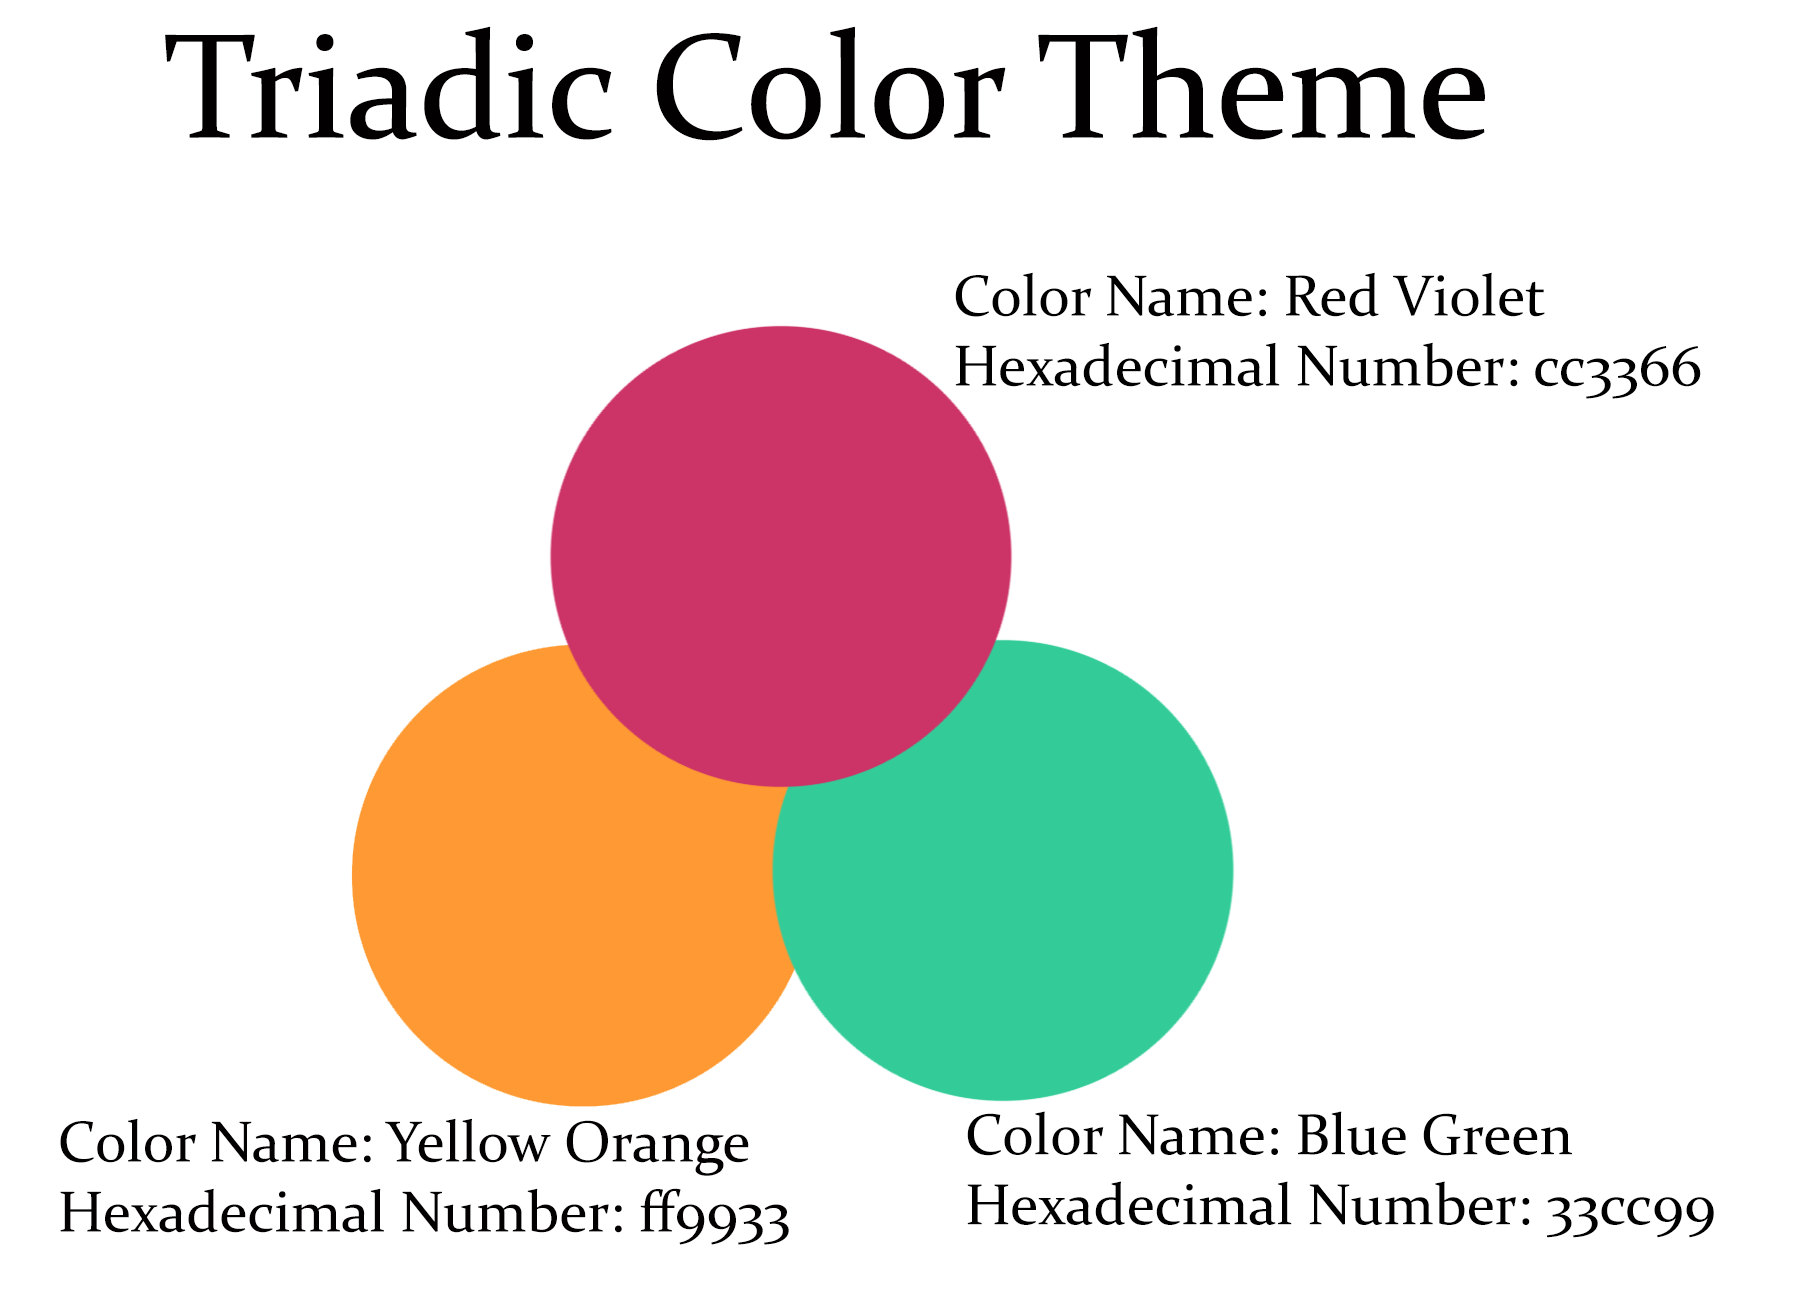 Triadic Color Theme
Color Name: Red Violet
Hexadecimal Number: cc3366
Color Name: Yellow Orange
Hexadecimal Number: ff9933
Color Name: Blue Green
Hexadecimal Number: 33cc99